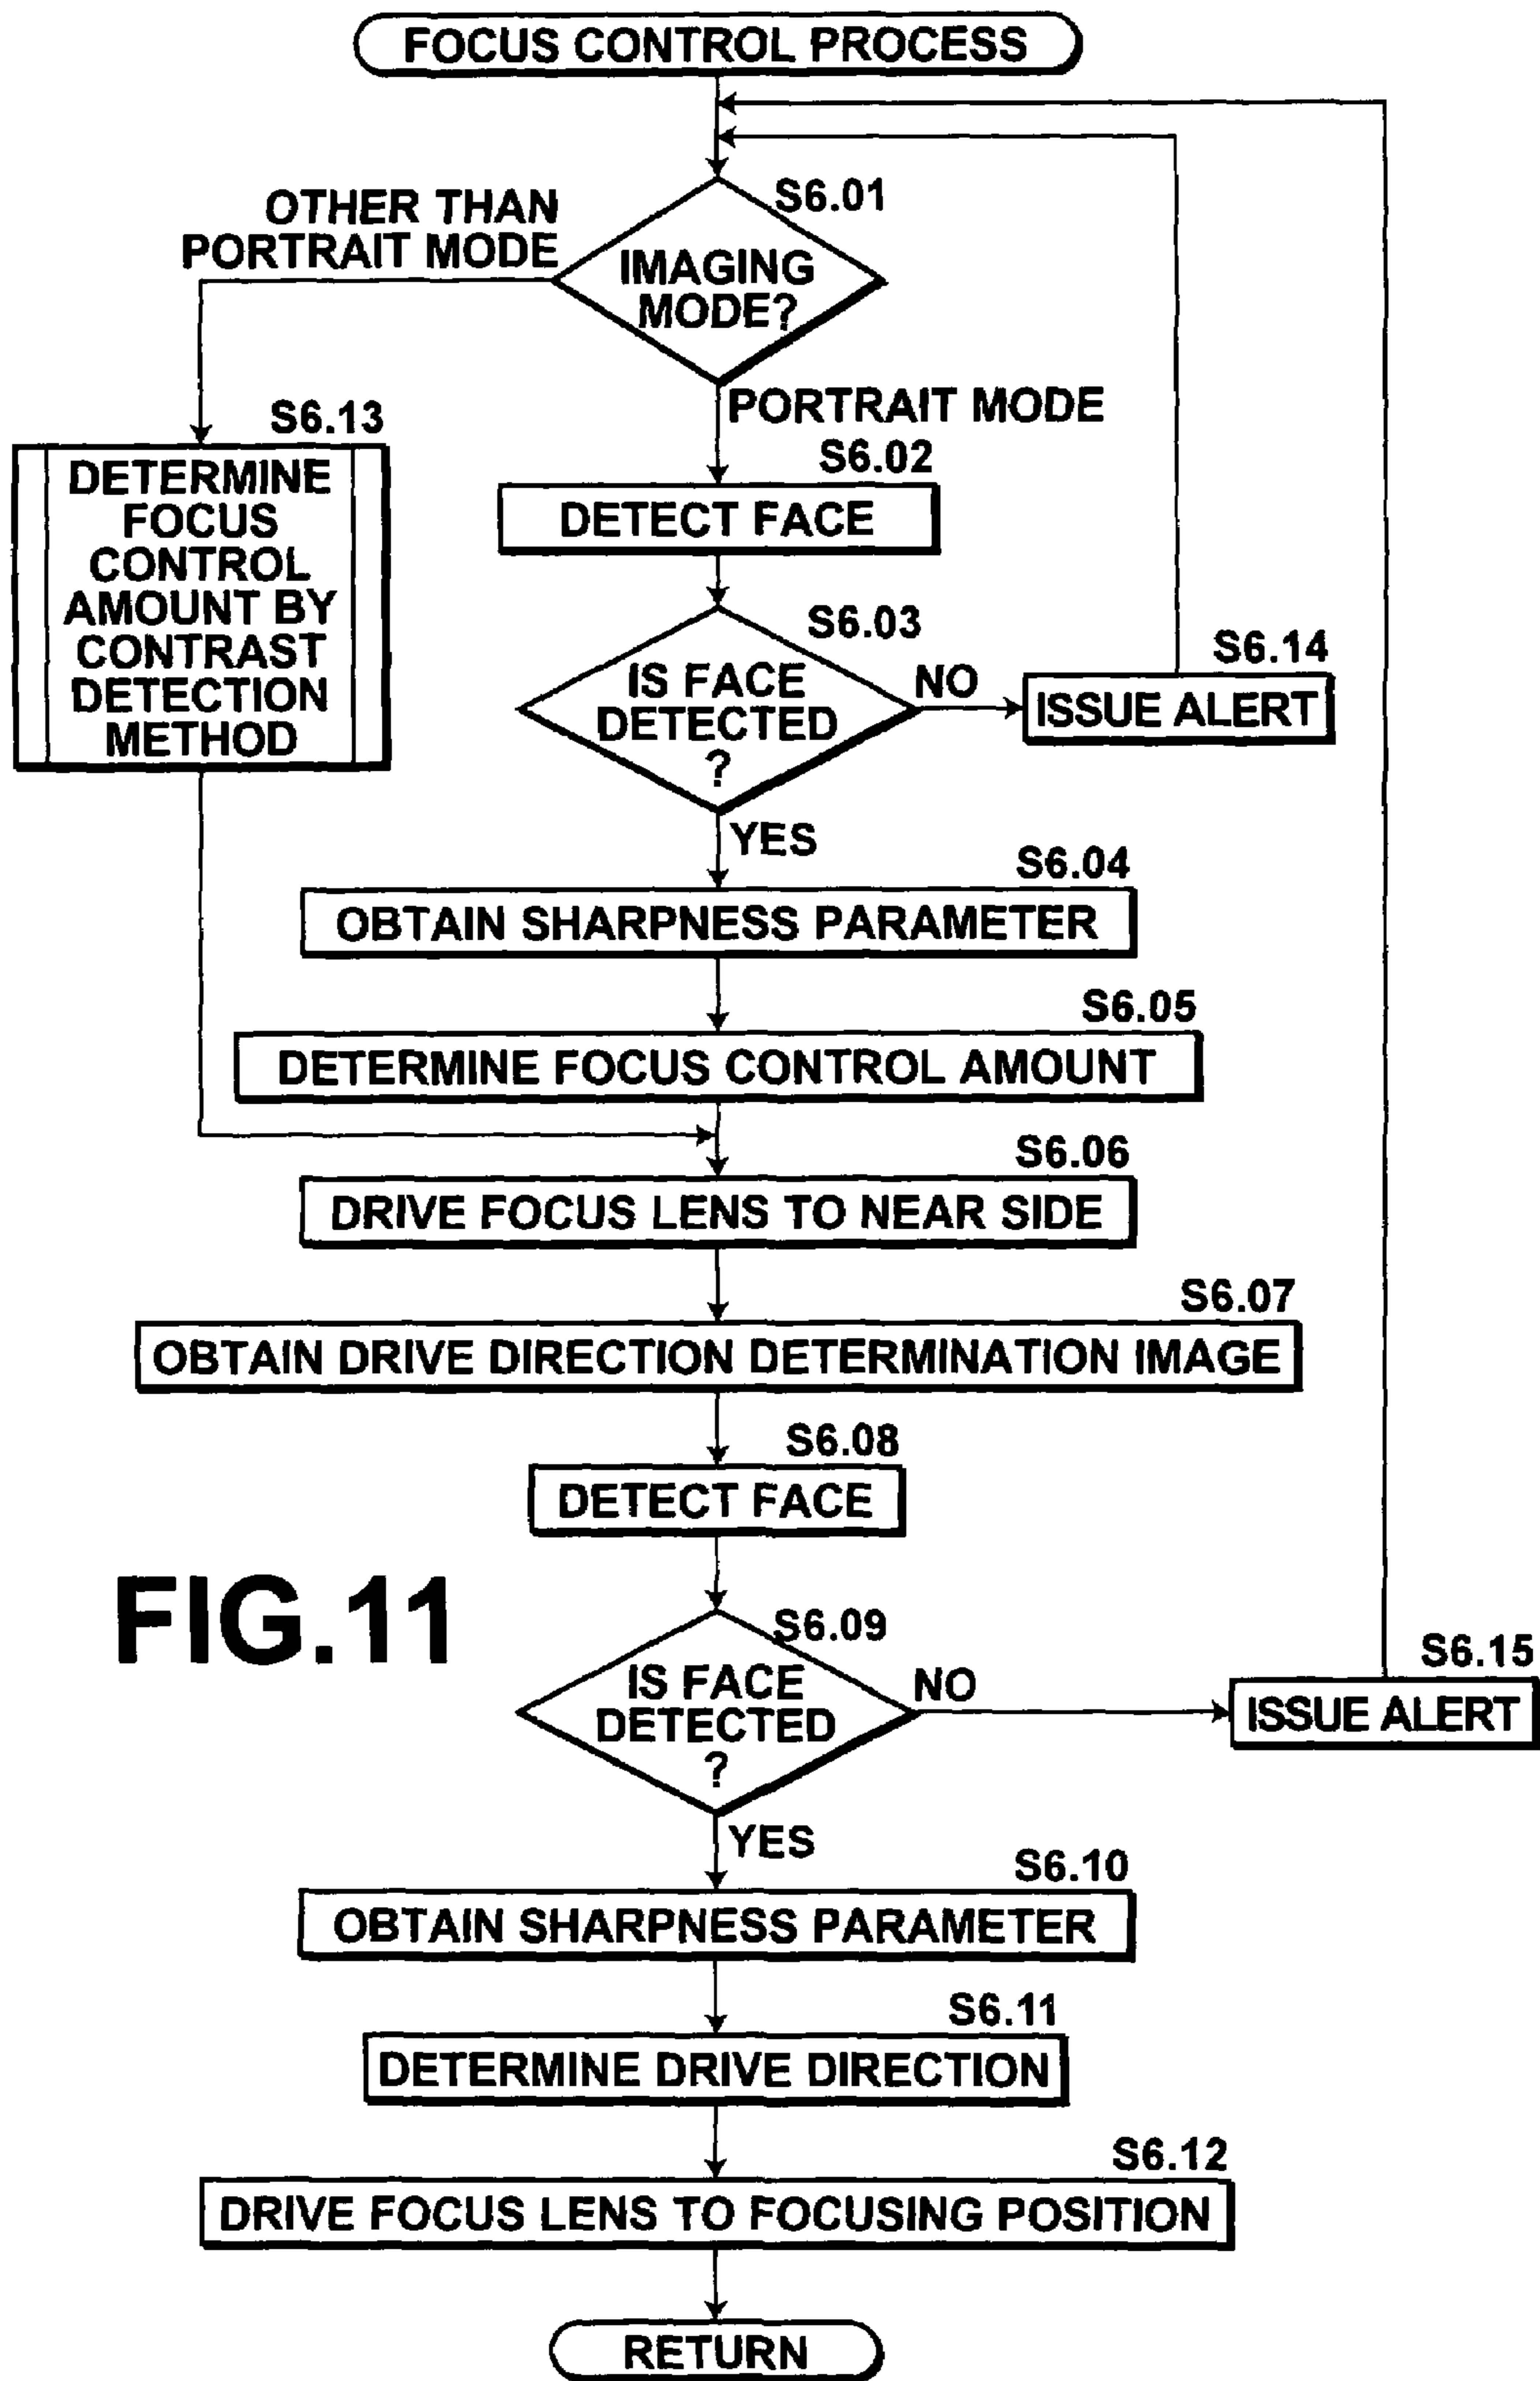 FOCUS CONTROL PROCESS
S6.01
OTHER THAN
PORTRAIT MODE
IMAGING
MODE?
PORTRAIT MODE
S6.13
DETERMINE
FOCUS
CONTROL
AMOUNT BY
CONTRAST
DETECTION
METHOD
S6.02
DETECT FACE
S6.03
IS FACE
DETECTED
?
NO
S6.14
ISSUE ALERT
YES
S6.04
OBTAIN SHARPNESS PARAMETER
S6.05
DETERMINE FOCUS CONTROL AMOUNT
S6.06
DRIVE FOCUS LENS TO NEAR SIDE
S6.07
OBTAIN DRIVE DIRECTION DETERMINATION IMAGE
S6.08
DETECT FACE
FIG.11
S6.09
IS FACE
DETECTED
?
NO
S6.15
ISSUE ALERT
YES
S6.10
OBTAIN SHARPNESS PARAMETER
S6.11
DETERMINE DRIVE DIRECTION
S6.12
DRIVE FOCUS LENS TO FOCUSING POSITION
RETURN